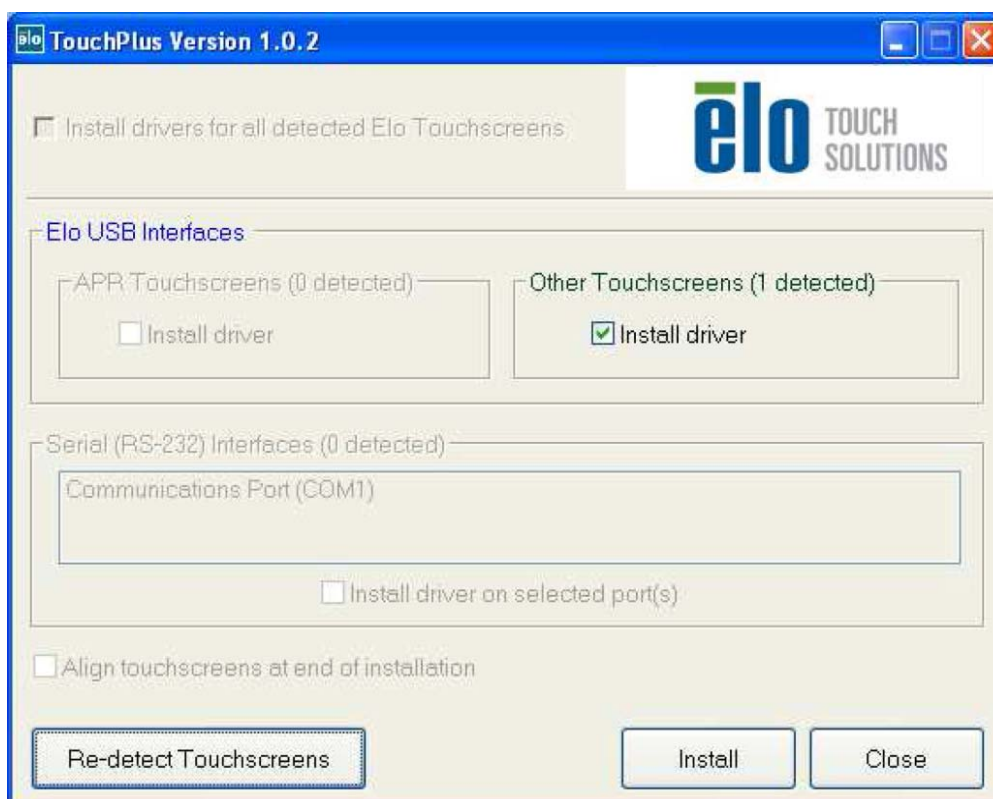 elo TouchPlus Version 1.0.2
Install drivers for all detected Elo Touchscreens
elo TOUCH SOLUTIONS
Elo USB Interfaces
APR Touchscreens (0 detected)
Install driver
Other Touchscreens (1 detected)
Install driver
Serial (RS-232) Interfaces (0 detected)
Communications Port (COM1)
Install driver on selected port(s)
Align touchscreens at end of installation
Re-detect Touchscreens
Install
Close